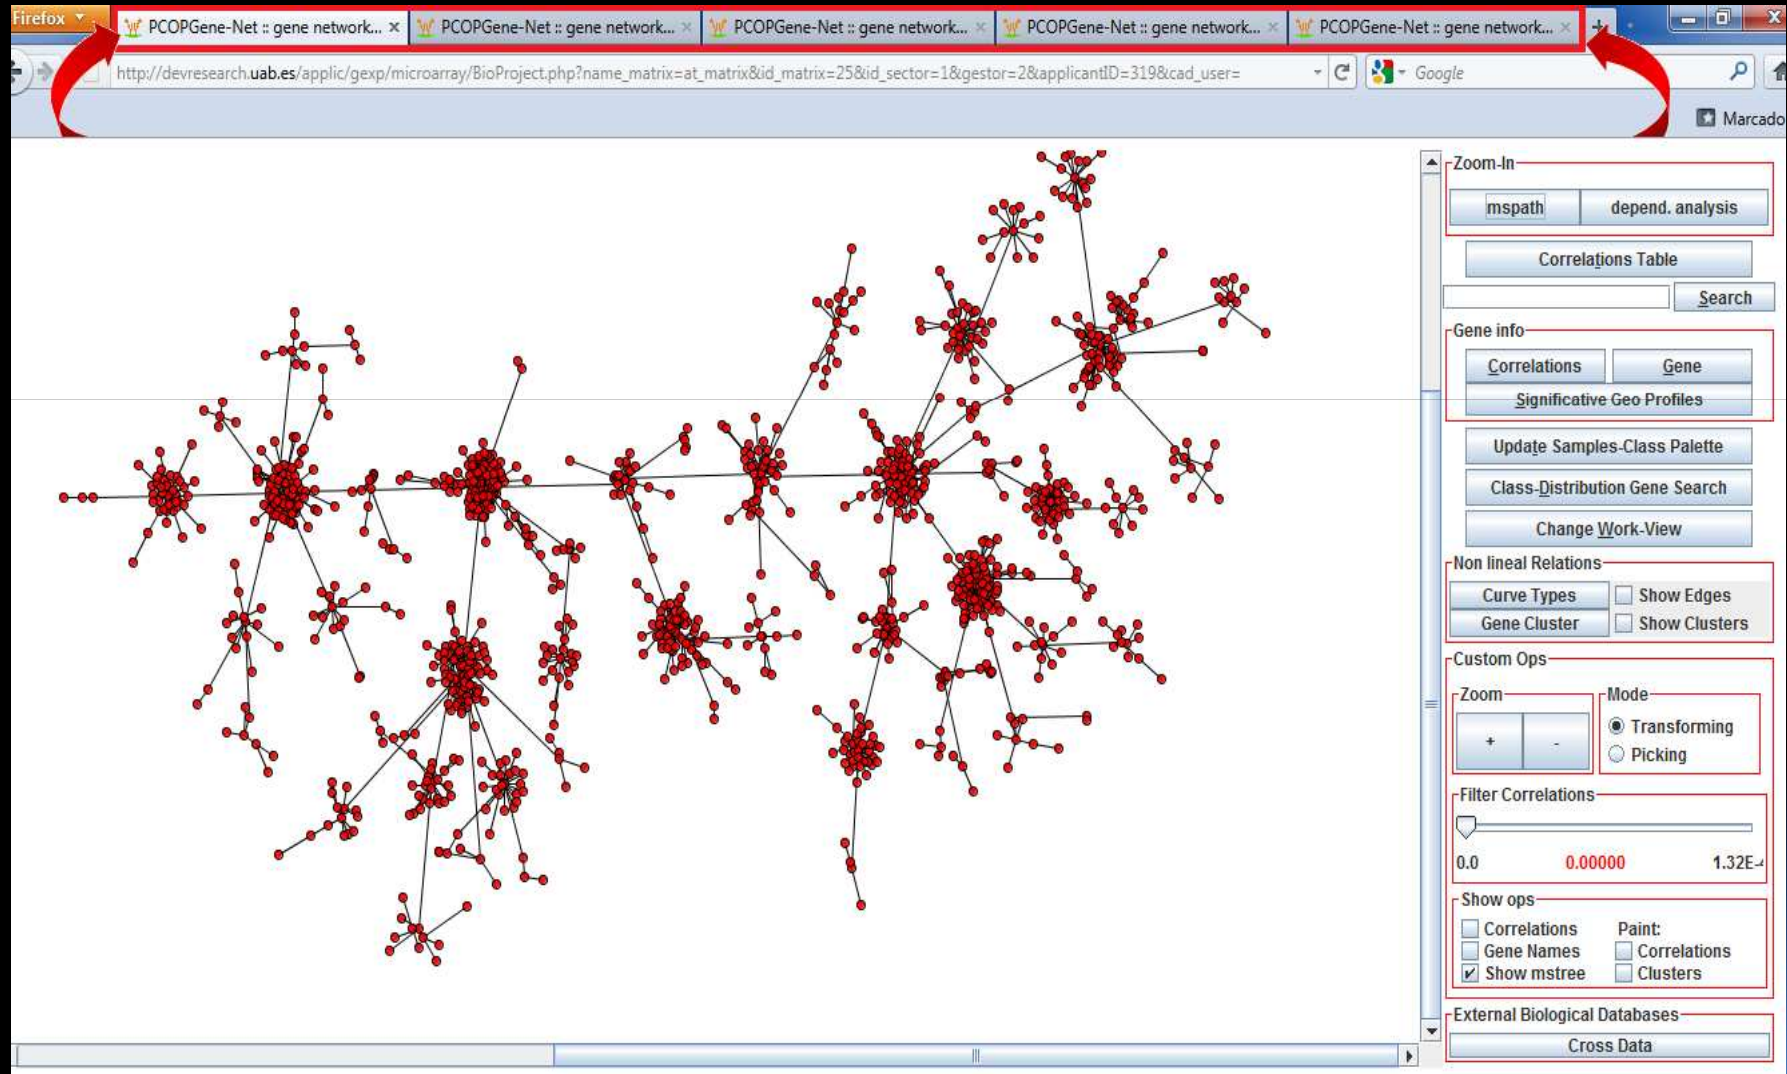 Firefox
PCOPGene-Net :: gene network... × PCOPGene-Net :: gene network... × PCOPGene-Net :: gene network... × PCOPGene-Net :: gene network... × PCOPGene-Net :: gene network... ×
http://devresearch.uab.es/applic/gexp/microarray/BioProject.php?name_matrix=at_matrix&id_matrix=25&id_sector=1&gestor=2&applicantID=319&cad_user=
Google
Marcado
Zoom-In
mspath depend. analysis
Correlations Table
Search
Gene info
Correlations Gene
Significative Geo Profiles
Update Samples-Class Palette
Class-Distribution Gene Search
Change Work-View
Non lineal Relations
Curve Types Show Edges
Gene Cluster Show Clusters
Custom Ops
Zoom Mode
+ - Transforming
Picking
Filter Correlations
0.0 0.00000 1.32E-
Show ops
Correlations Paint:
Gene Names Correlations
Show mstree Clusters
External Biological Databases
Cross Data